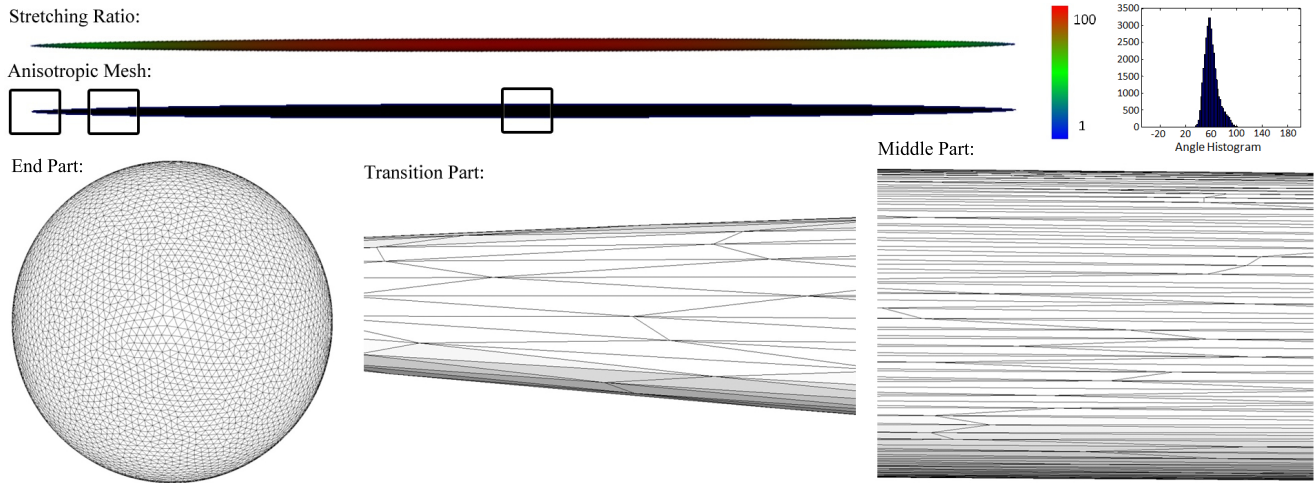 Stretching Ratio:
100
1
3500
3000
2500
2000
1500
1000
500
0
-20 20 60 100 140 180
Angle Histogram
Anisotropic Mesh:
End Part:
Transition Part:
Middle Part: